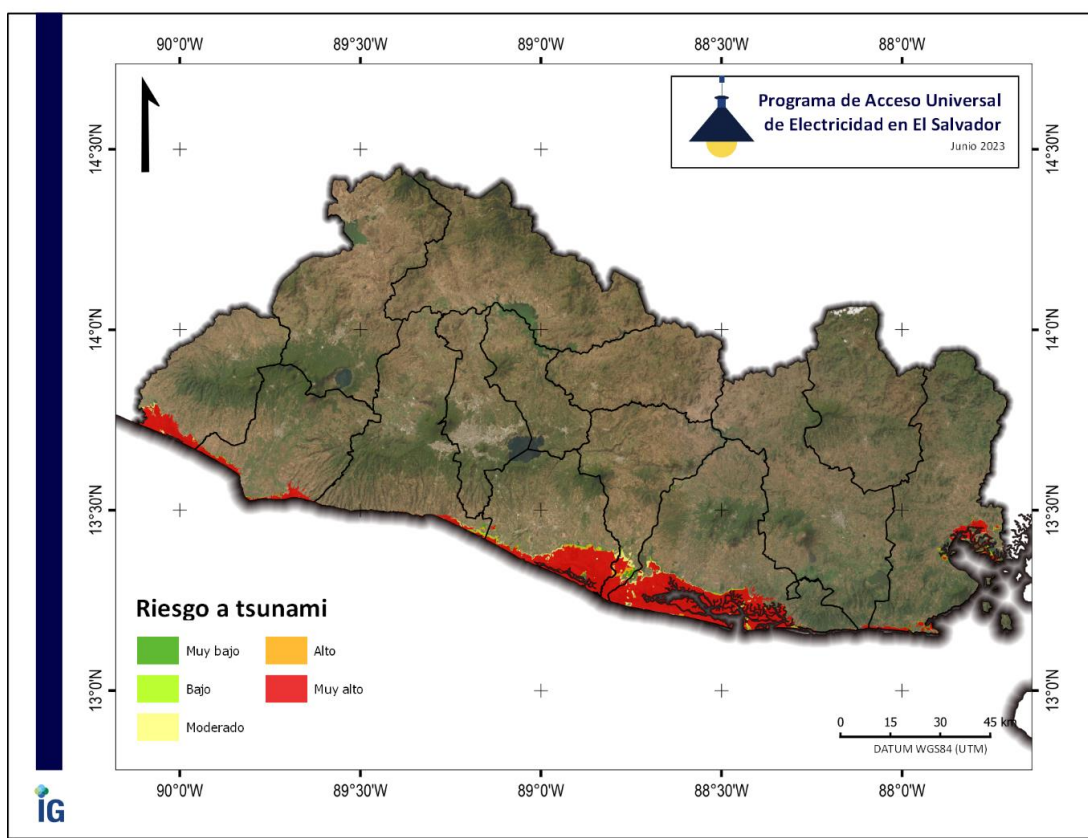 90°0'W 89°30'W 89°0'W 88°30'W 88°0'W
Programa de Acceso Universal
de Electricidad en El Salvador
Junio 2023
14°30'N 14°30'N
14°0'N 14°0'N
13°30'N 13°30'N
13°0'N 13°0'N
Riesgo a tsunami
Muy bajo
Bajo
Moderado
Alto
Muy alto
0 15 30 45 km
DATUM WGS84 (UTM)
90°0'W 89°30'W 89°0'W 88°30'W 88°0'W
IG